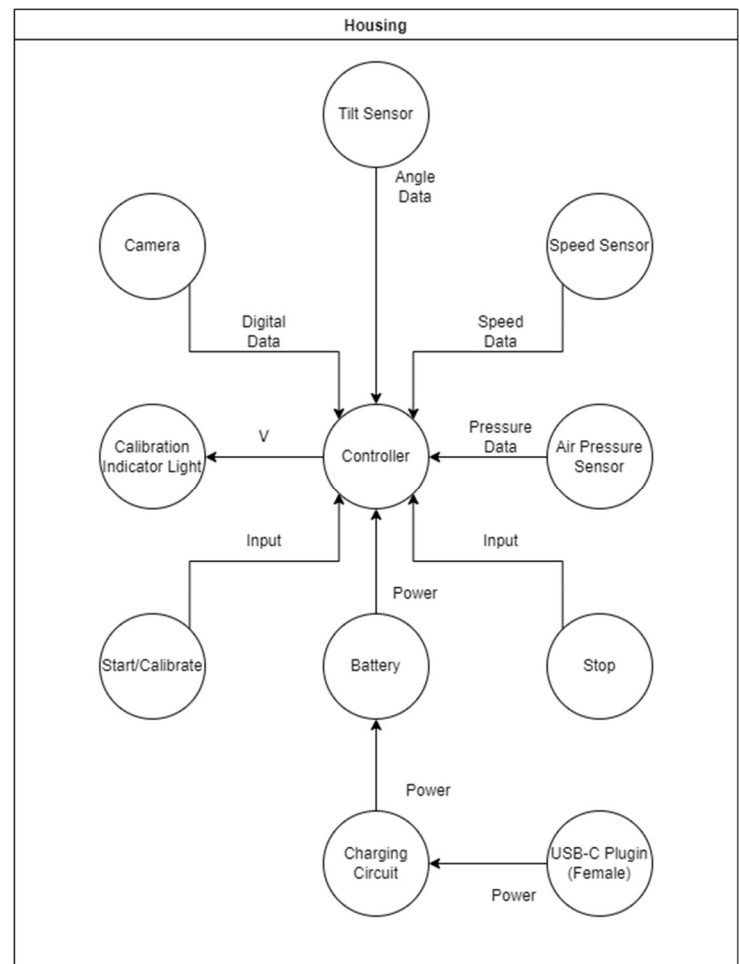 Housing
Tilt Sensor
Angle
Data
Camera
Speed Sensor
Digital
Data
Speed
Data
Calibration
Indicator Light
V
Controller
Pressure
Data
Air Pressure
Sensor
Input
Input
Power
Start/Calibrate
Battery
Stop
Power
Charging
Circuit
USB-C Plugin
(Female)
Power